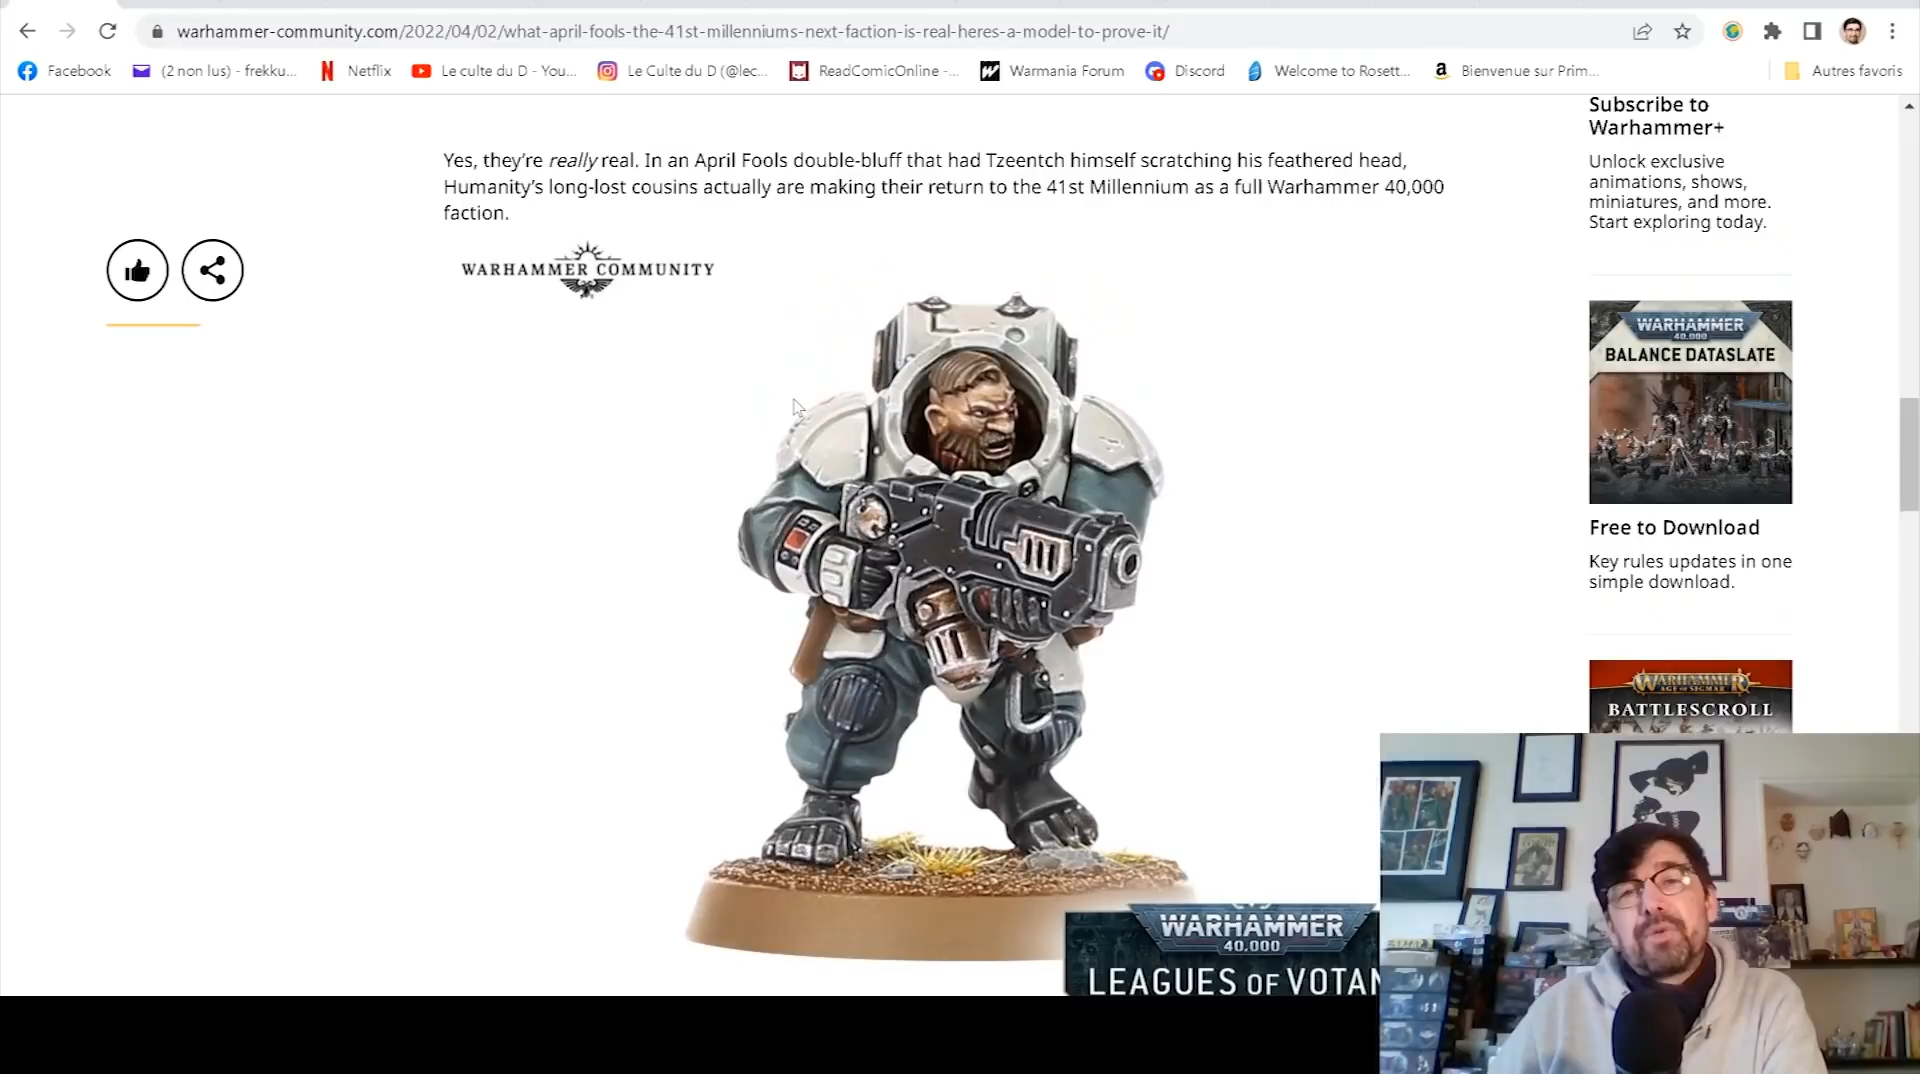 warhammer-community.com/2022/04/02/what-april-fools-the-41st-millenniums-next-faction-is-real-heres-a-model-to-prove-it/
Facebook
(2 non lus) - frekku...
Netflix
Le culte du D - You...
Le Culte du D (@lec...
ReadComicOnline -...
Warmania Forum
Discord
Welcome to Rosett...
Bienvenue sur Prim...
Autres favoris
Yes, they're really real. In an April Fools double-bluff that had Tzeentch himself scratching his feathered head,
Humanity's long-lost cousins actually are making their return to the 41st Millennium as a full Warhammer 40,000
faction.
WARHAMMER COMMUNITY
WARHAMMER
40,000
LEAGUES OF VOTAN
Subscribe to
Warhammer+
Unlock exclusive
animations, shows,
miniatures, and more.
Start exploring today.
WARHAMMER
40,000
BALANCE DATASLATE
Free to Download
Key rules updates in one
simple download.
WARHAMMER
AGE OF SIGMAR
BATTLESCROLL